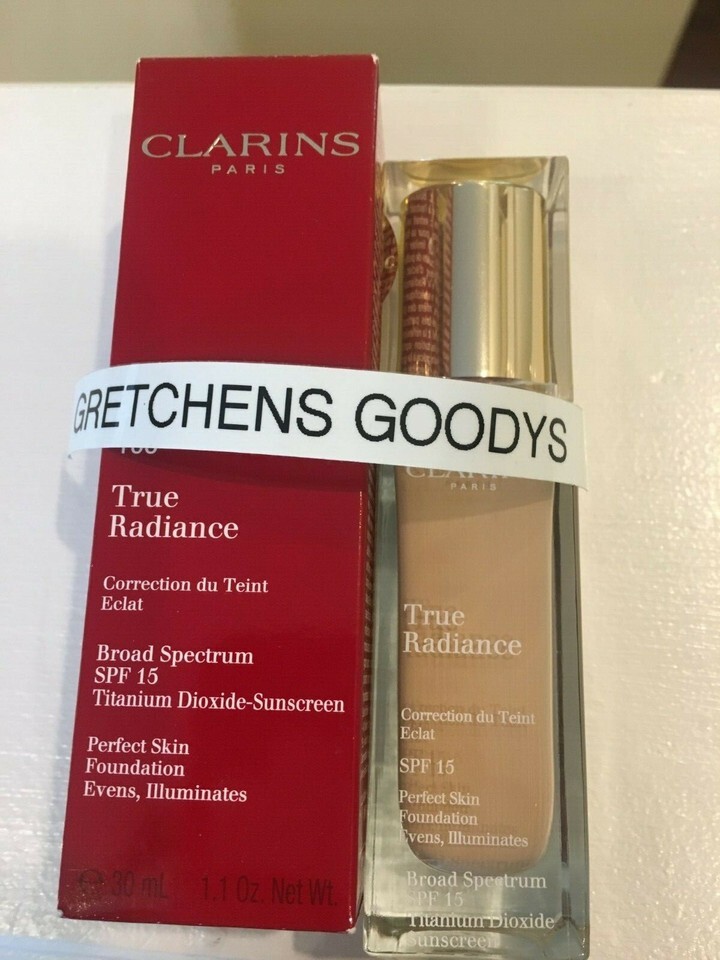 CLARINS
PARIS
GRETCHENS GOODYS
True
Radiance
Correction du Teint
Eclat
Broad Spectrum
SPF 15
Titanium Dioxide-Sunscreen
Perfect Skin
Foundation
Evens, Illuminates
30 mL 1.1 Oz. Net Wt.
PARIS
True
Radiance
Correction du Teint
Eclat
SPF 15
Perfect Skin
Foundation
Evens, Illuminates
Broad Spectrum
SPF 15
Titanium Dioxide
Sunscreen